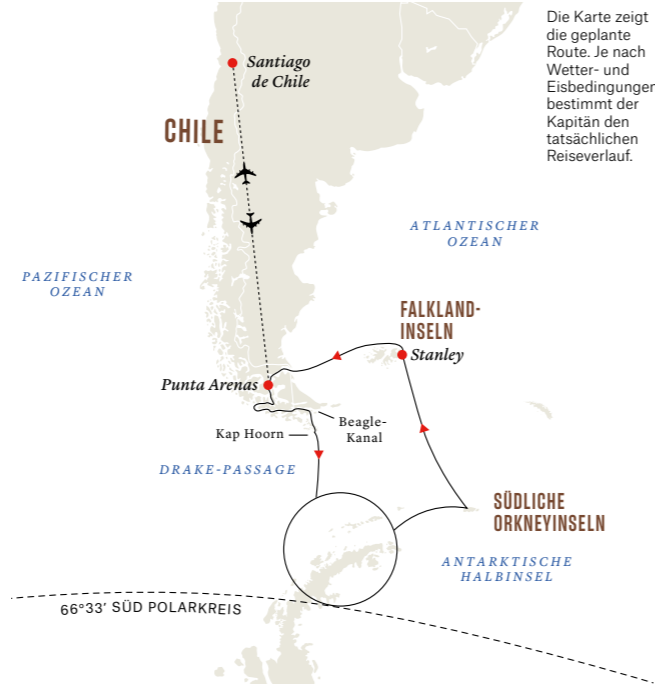 Die Karte zeigt
die geplante
Route. Je nach
Wetter- und
Eisbedingungen
bestimmt der
Kapitän den
tatsächlichen
Reiseverlauf.
Santiago
de Chile
CHILE
ATLANTISCHER
OZEAN
PAZIFISCHER
OZEAN
FALKLAND-
INSELN
Stanley
Punta Arenas
Beagle-
Kanal
Kap Hoorn
DRAKE-PASSAGE
SÜDLICHE
ORKNEYINSELN
ANTARKTISCHE
HALBINSEL
66°33' SÜD POLARKREIS